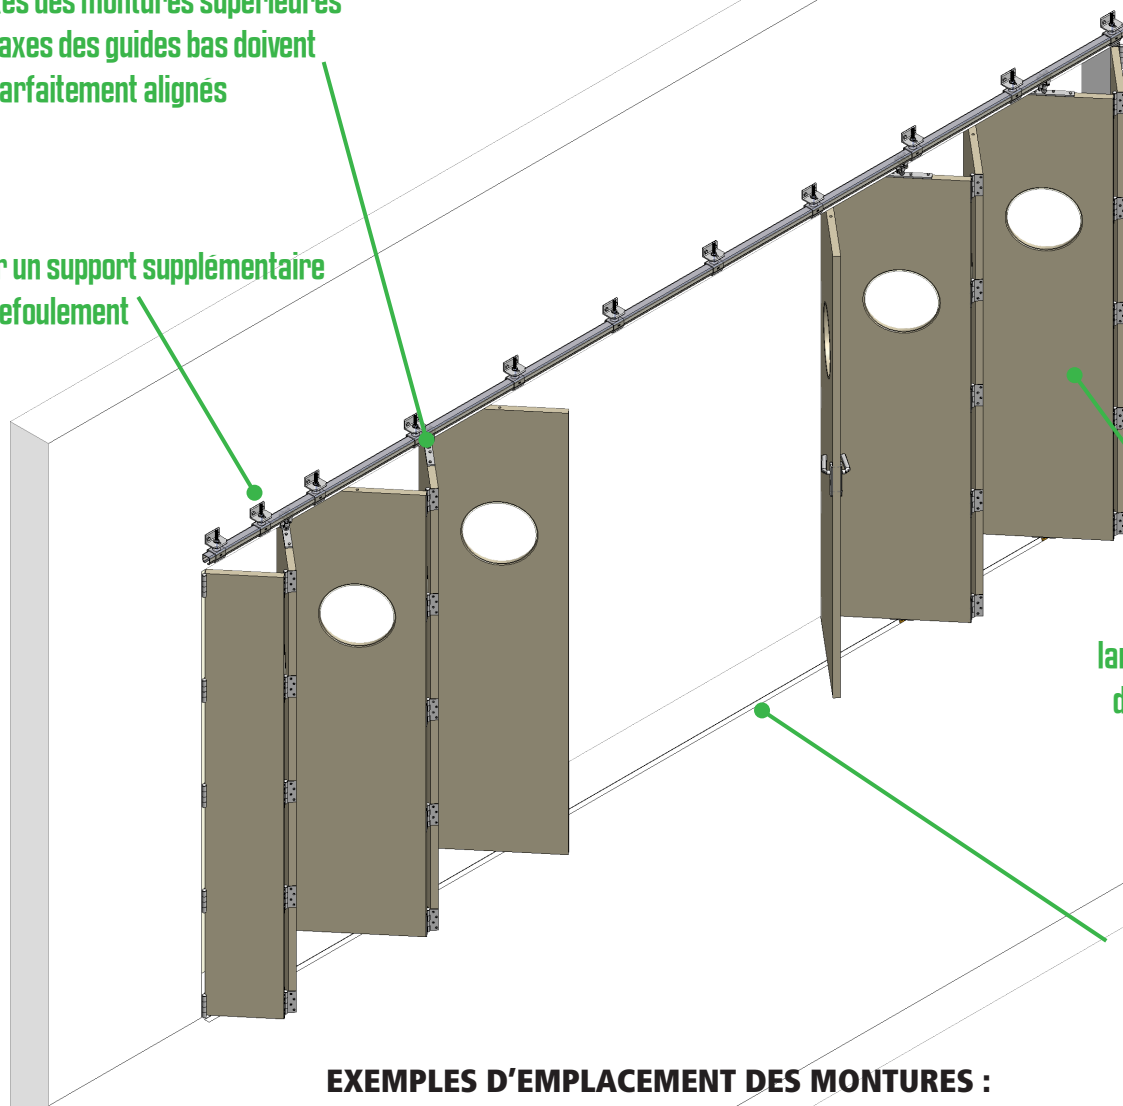 des montures supérieures
axes des guides bas doivent
arfaitement alignés
un support supplémentaire
efoulement
lar
d
EXEMPLES D'EMPLACEMENT DES MONTURES :